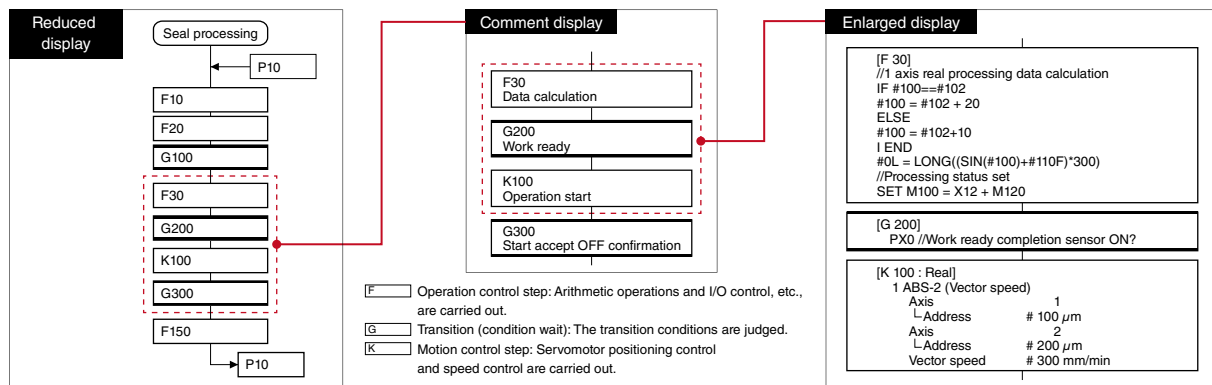 Reduced
display
Seal processing
P10
F10
F20
G100
F30
G200
K100
G300
F150
P10
Comment display
F30
Data calculation
G200
Work ready
K100
Operation start
G300
Start accept OFF confirmation
F Operation control step: Arithmetic operations and I/O control, etc.,
are carried out.
G Transition (condition wait): The transition conditions are judged.
K Motion control step: Servomotor positioning control
and speed control are carried out.
Enlarged display
[F 30]
//1 axis real processing data calculation
IF #100==#102
#100 = #102 + 20
ELSE
#100 = #102+10
I END
#0L = LONG((SIN(#100)+#110F)*300)
//Processing status set
SET M100 = X12 + M120
[G 200]
PX0 //Work ready completion sensor ON?
[K 100 : Real]
1 ABS-2 (Vector speed)
Axis 1
Address # 100 µm
Axis 2
Address # 200 µm
Vector speed # 300 mm/min